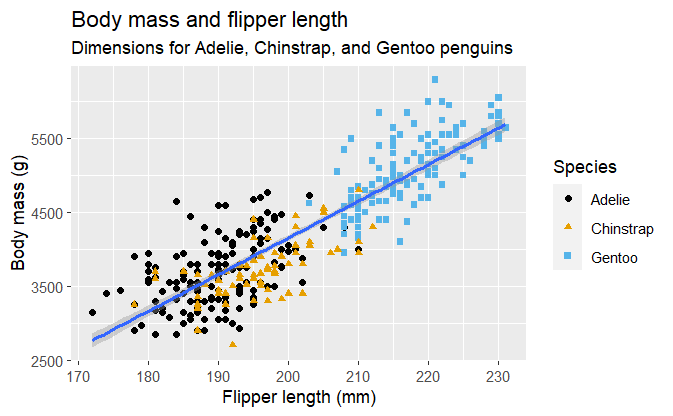 Body mass and flipper length
Dimensions for Adelie, Chinstrap, and Gentoo penguins
Body mass (g)
5500
4500
3500
2500
170 180 190 200 210 220 230
Flipper length (mm)
Species
Adelie
Chinstrap
Gentoo